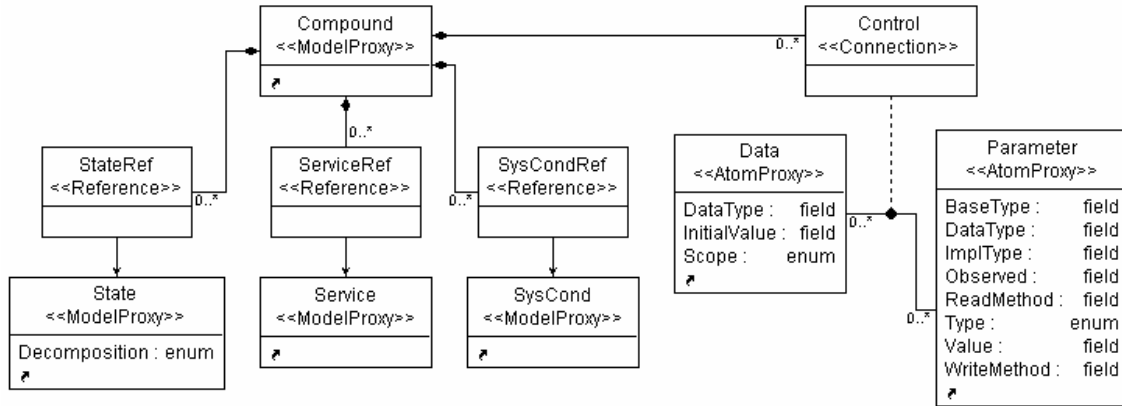 Compound
<<ModelProxy>>
Control
<<Connection>>
0..*
0..*
StateRef
<<Reference>>
0..*
ServiceRef
<<Reference>>
SysCondRef
<<Reference>>
0..*
Data
<<AtomProxy>>
DataType : field
InitialValue : field
Scope : enum
0..*
Parameter
<<AtomProxy>>
BaseType : field
DataType : field
ImplType : field
Observed : field
ReadMethod : field
Type : enum
Value : field
WriteMethod : field
0..*
State
<<ModelProxy>>
Decomposition : enum
Service
<<ModelProxy>>
SysCond
<<ModelProxy>>